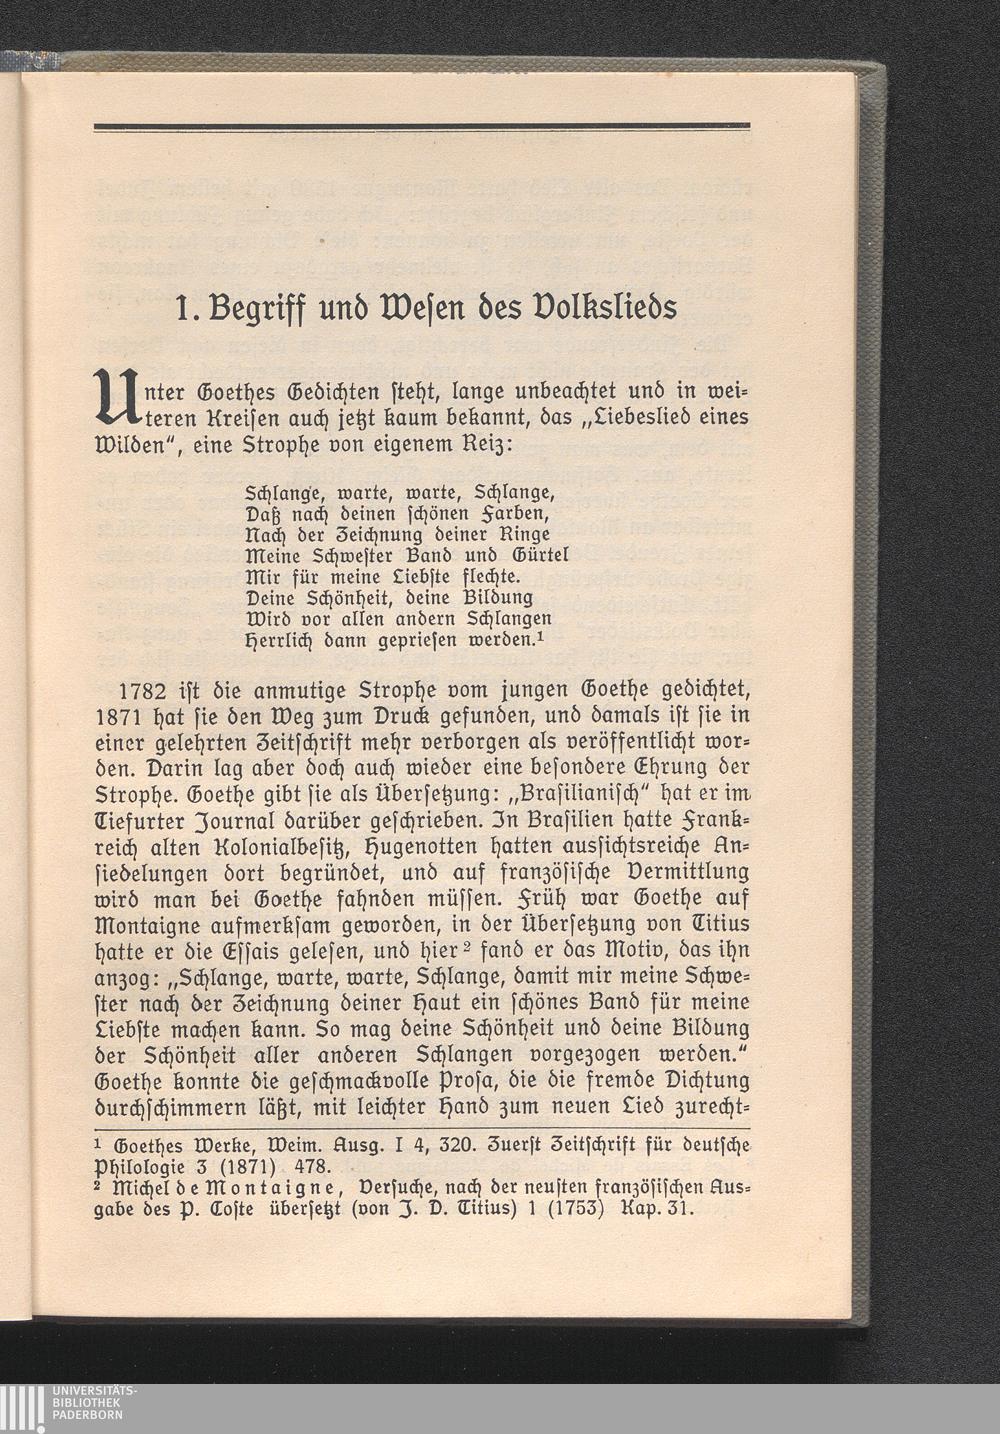 1. Begriff und Wesen des Volkslieds
Unter Goethes Gedichten steht, lange unbeachtet und in wei-
teren Kreisen auch jetzt kaum bekannt, das „Liebeslied eines
Wilden“, eine Strophe von eigenem Reiz:
Schlange, warte, warte, Schlange,
Daß nach deinen schönen Farben,
Nach der Zeichnung deiner Ringe
Meine Schwester Band und Gürtel
Mir für meine Liebste flechte.
Deine Schönheit, deine Bildung
Wird vor allen andern Schlangen
Herrlich dann gepriesen werden.¹
1782 ist die anmutige Strophe vom jungen Goethe gedichtet,
1871 hat sie den Weg zum Druck gefunden, und damals ist sie in
einer gelehrten Zeitschrift mehr verborgen als veröffentlicht wor-
den. Darin lag aber doch auch wieder eine besondere Ehrung der
Strophe. Goethe gibt sie als Übersetzung: „Brasilianisch“ hat er im
Tiefurter Journal darüber geschrieben. In Brasilien hatte Frank-
reich alten Kolonialbesitz, Hugenotten hatten aussichtsreiche An-
siedelungen dort begründet, und auf französische Vermittlung
wird man bei Goethe fahnden müssen. Früh war Goethe auf
Montaigne aufmerksam geworden, in der Übersetzung von Titius
hatte er die Essais gelesen, und hier² fand er das Motiv, das ihn
anzog: „Schlange, warte, warte, Schlange, damit mir meine Schwe-
ster nach der Zeichnung deiner Haut ein schönes Band für meine
Liebste machen kann. So mag deine Schönheit und deine Bildung
der Schönheit aller anderen Schlangen vorgezogen werden.“
Goethe konnte die geschmackvolle Prosa, die die fremde Dichtung
durchschimmern läßt, mit leichter Hand zum neuen Lied zurecht-
¹ Goethes Werke, Weim. Ausg. I 4, 320. Zuerst Zeitschrift für deutsche
Philologie 3 (1871) 478.
² Michel de Montaigne, Versuche, nach der neusten französischen Aus-
gabe des P. Coste übersetzt (von J. D. Titius) 1 (1753) Kap. 31.
UNIVERSITÄTS-
BIBLIOTHEK
PADERBORN